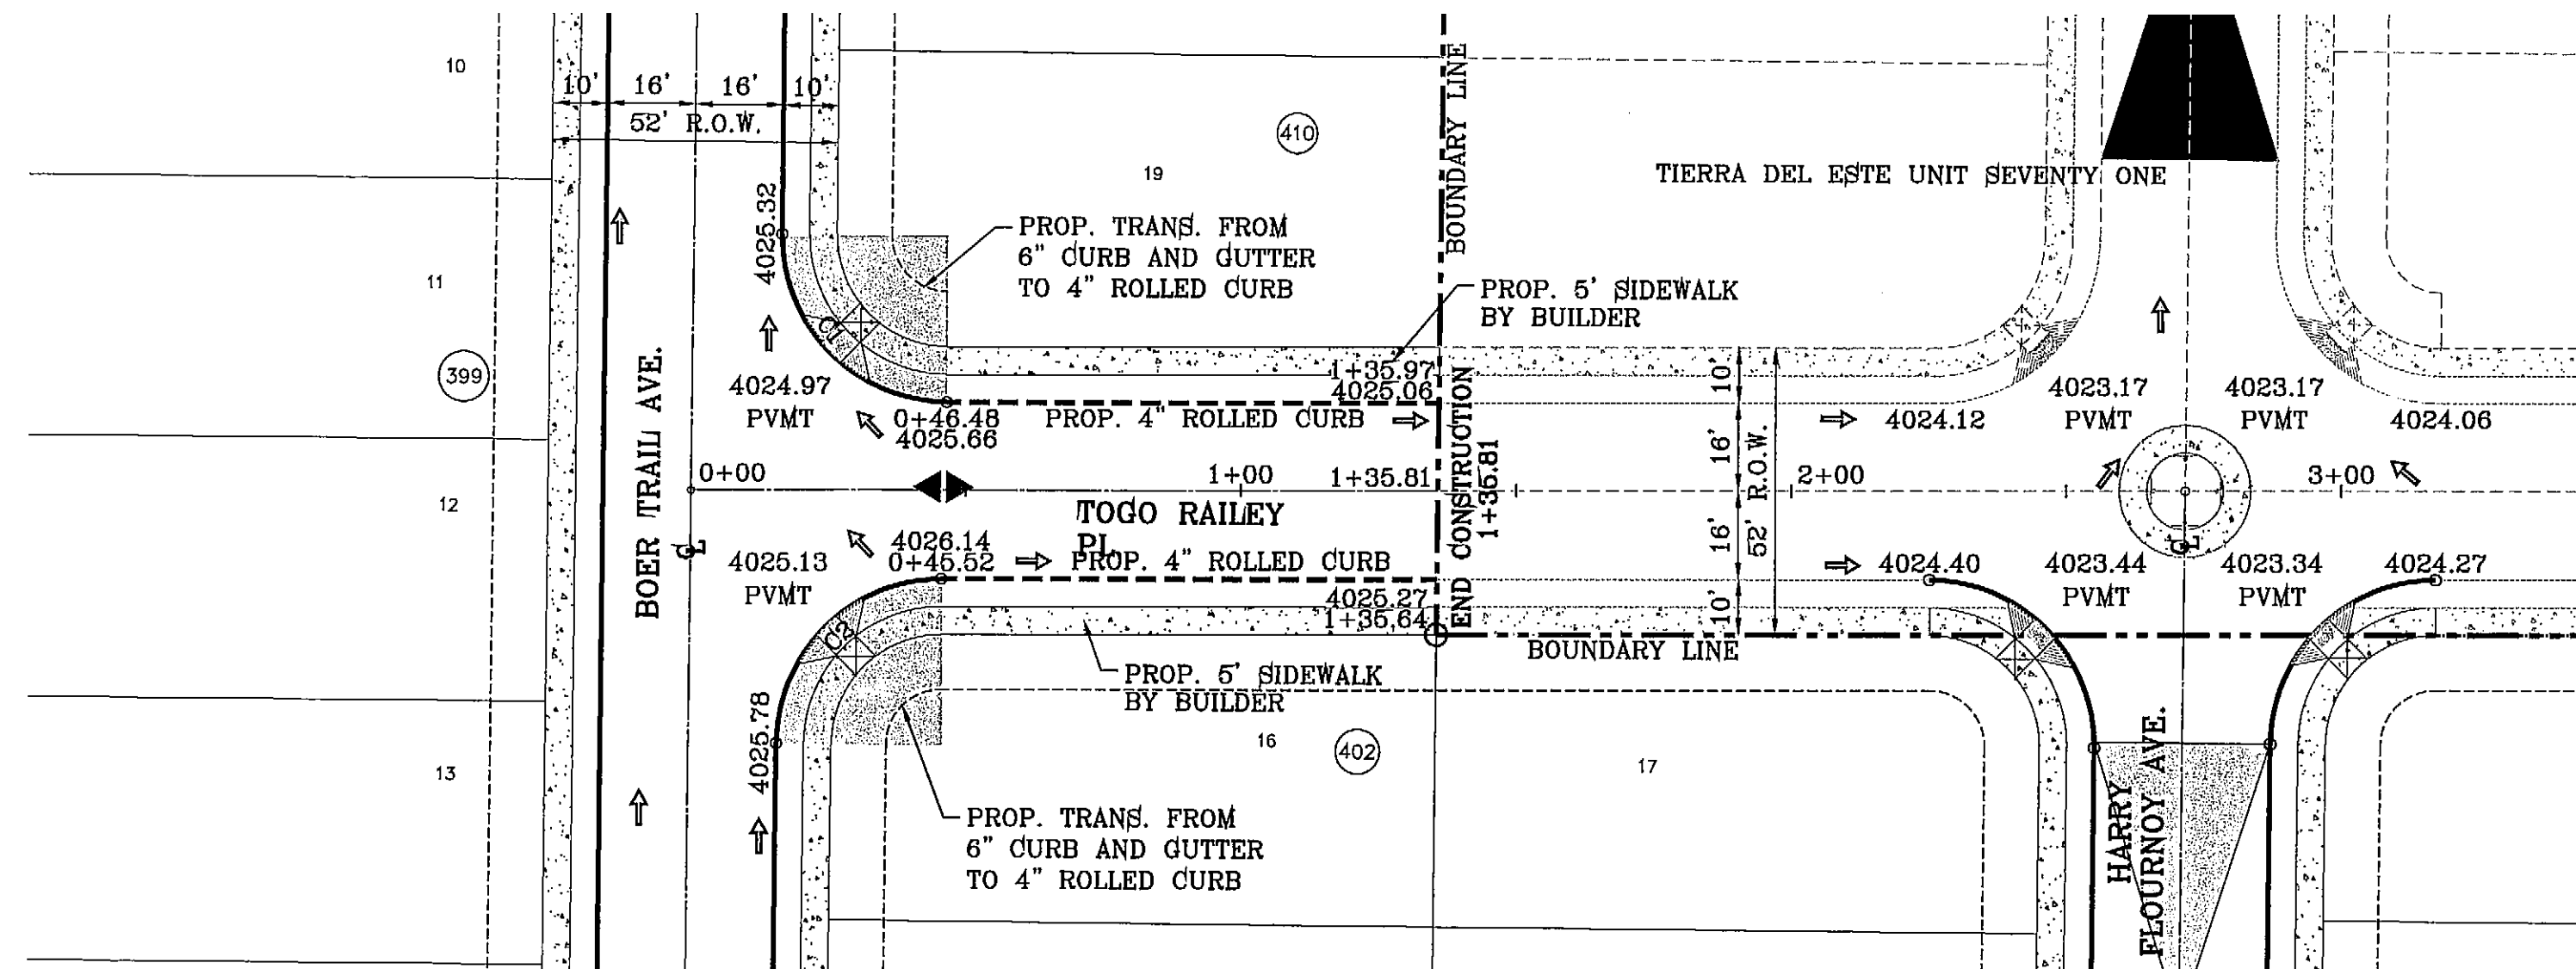 10
10' 16' 16' 10'
52' R.O.W.
410
19
BOUNDARY LINE
TIERRA DEL ESTE UNIT SEVENTY ONE
4025.32
PROP. TRANS. FROM
6" CURB AND GUTTER
TO 4" ROLLED CURB
11
PROP. 5' SIDEWALK
BY BUILDER
C1
399
BOER TRAIL AVE.
4024.97
PVMT
0+46.48
4025.66
PROP. 4" ROLLED CURB
1+35.97
4025.06
END CONSTRUCTION
1+35.81
10'
16'
16'
10'
52' R.O.W.
4024.12
4023.17
PVMT
4023.17
PVMT
4024.06
0+00
1+00
1+35.81
2+00
3+00
12
TOGO RAILEY
PL.
CL
4025.13
PVMT
4026.14
0+45.52
PROP. 4" ROLLED CURB
4024.40
4023.44
PVMT
4023.34
PVMT
4024.27
CL
4025.27
1+35.64
C2
BOUNDARY LINE
PROP. 5' SIDEWALK
BY BUILDER
4025.78
16
402
17
13
HARRY
FLOURNOY AVE.
PROP. TRANS. FROM
6" CURB AND GUTTER
TO 4" ROLLED CURB